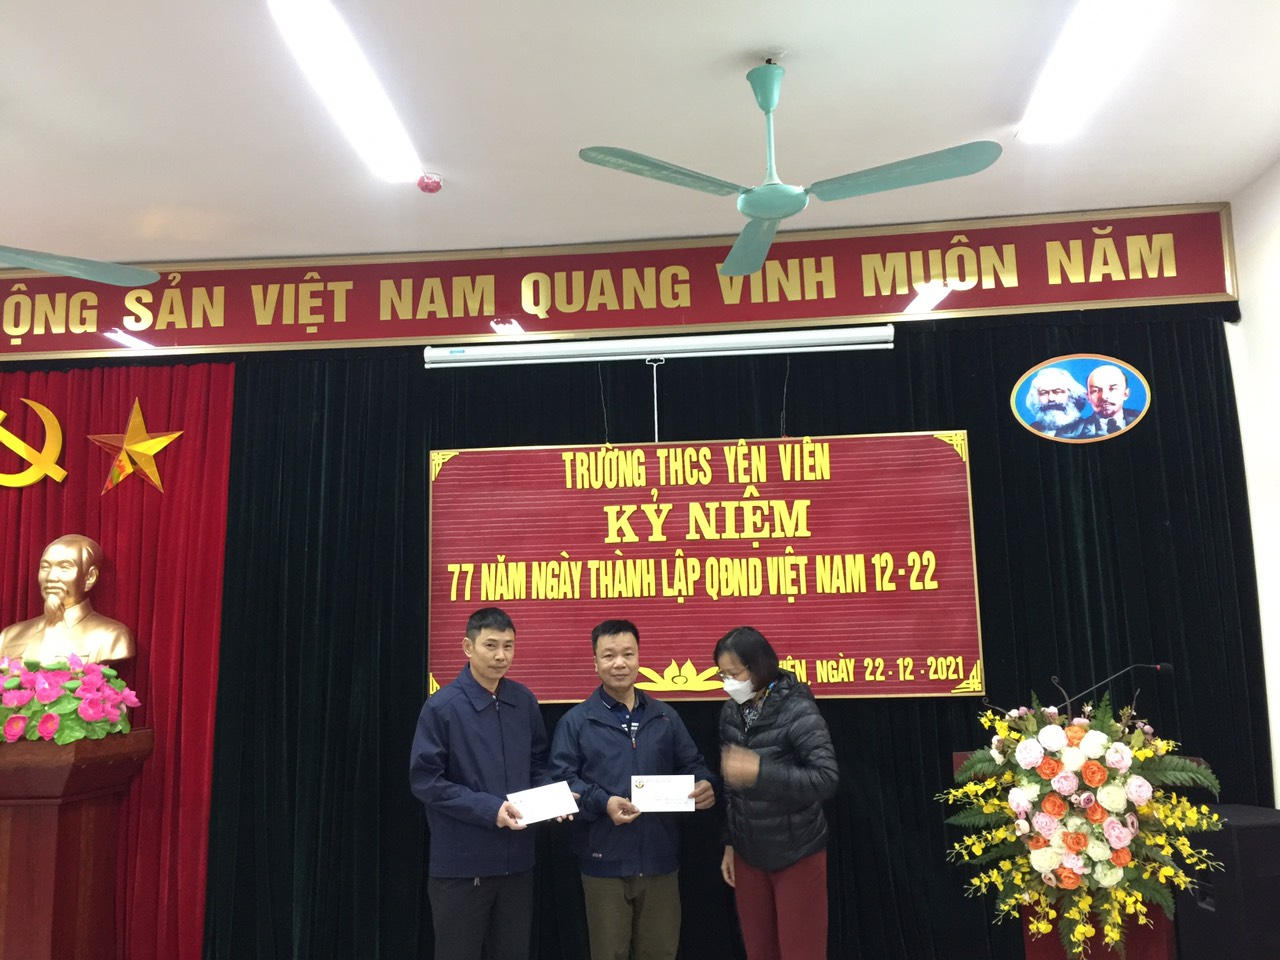 ỘNG SẢN VIỆT NAM QUANG VINH MUÔN NĂM
TRƯỜNG THCS YÊN VIÊN
KỶ NIỆM
77 NĂM NGÀY THÀNH LẬP QĐND VIỆT NAM 12-22
VIÊN, NGÀY 22-12-2021